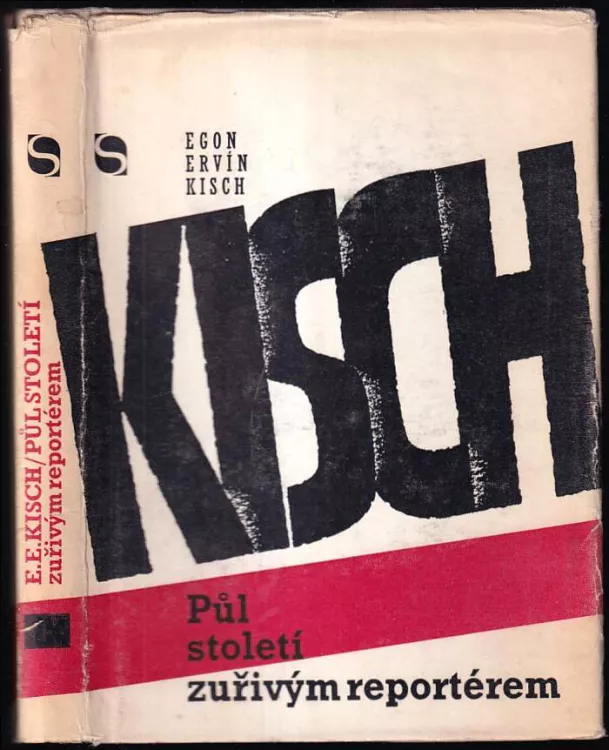 S
S
EGON
ERVÍN
KISCH
KISCH
Půl
století
zuřivým reportérem
E.E.KISCH/PŮL STOLETÍ
zuřivým reportérem